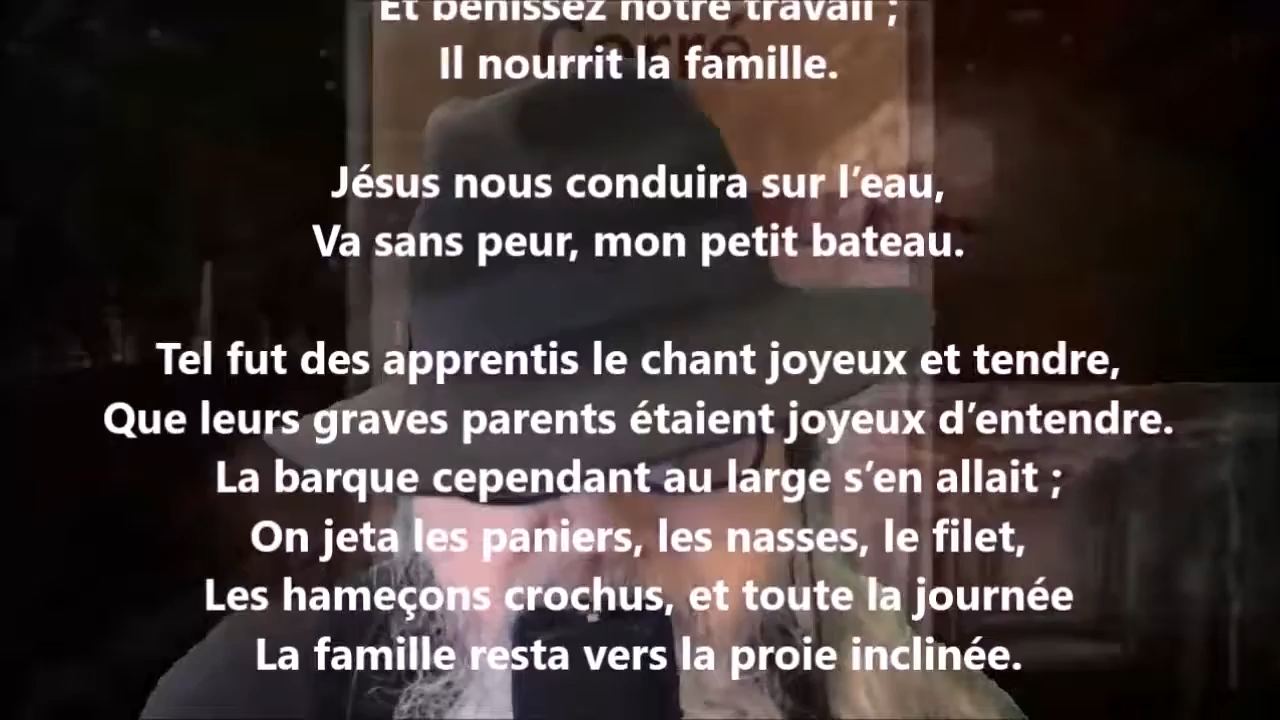 Et bénissez notre travail ;
Corré
Il nourrit la famille.
Jésus nous conduira sur l’eau,
Va sans peur, mon petit bateau.
Tel fut des apprentis le chant joyeux et tendre,
Que leurs graves parents étaient joyeux d’entendre.
La barque cependant au large s’en allait ;
On jeta les paniers, les nasses, le filet,
Les hameçons crochus, et toute la journée
La famille resta vers la proie inclinée.